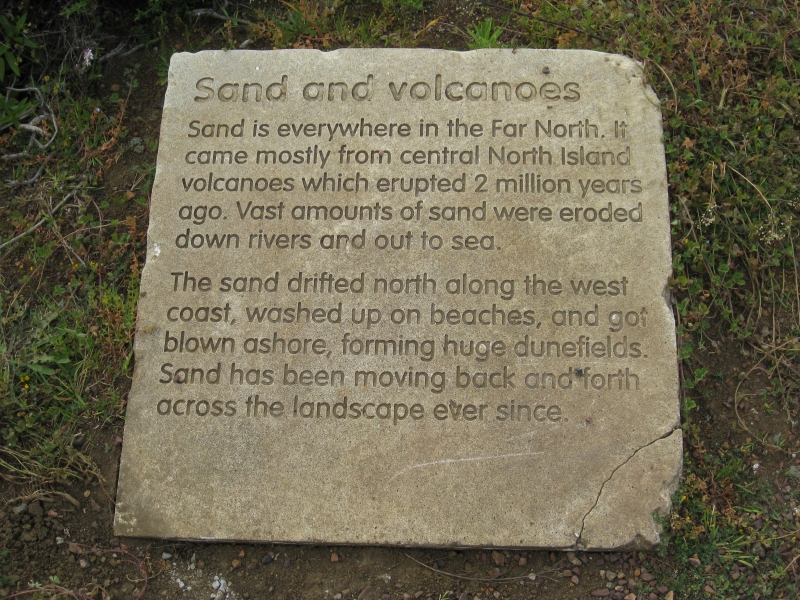 Sand and volcanoes
Sand is everywhere in the Far North. It
came mostly from central North Island
volcanoes which erupted 2 million years
ago. Vast amounts of sand were eroded
down rivers and out to sea.
The sand drifted north along the west
coast, washed up on beaches, and got
blown ashore, forming huge dunefields.
Sand has been moving back and forth
across the landscape ever since.